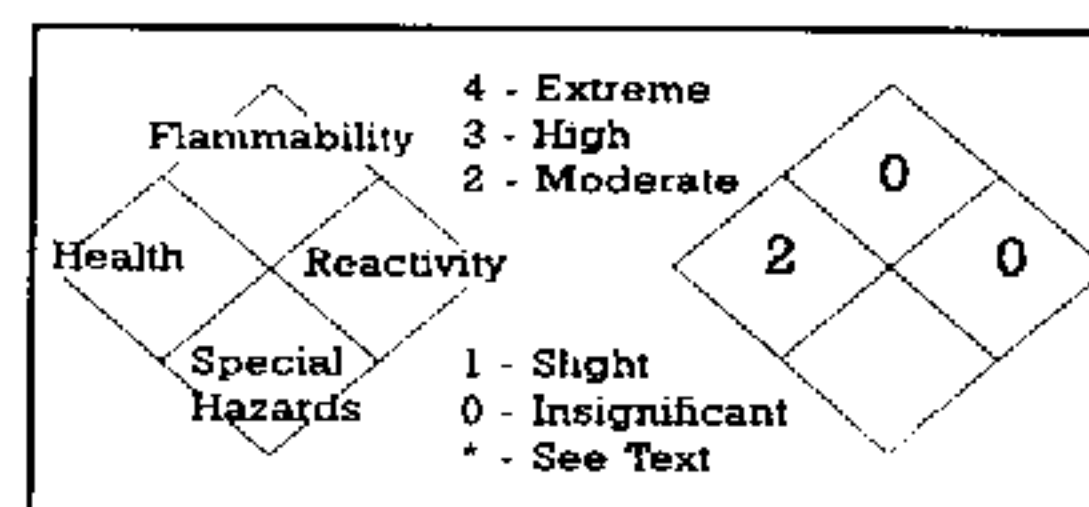 Flammability
Health
Reactivity
Special
Hazards
4 - Extreme
3 - High
2 - Moderate
1 - Slight
0 - Insignificant
* - See Text
0
2
0